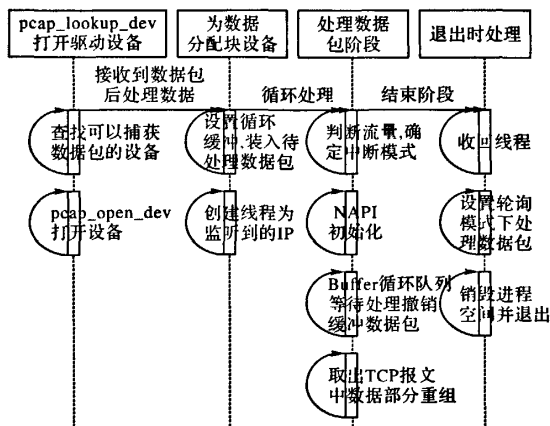 pcap_lookup_dev
打开驱动设备
为数据
分配块设备
处理数据
包阶段
退出时处理
接收到数据包
后处理数据
循环处理
结束阶段
查找可以捕获
数据包的设备
设置循环
缓冲,装入待
处理数据包
判断流量,确
定中断模式
收回线程
pcap_open_dev
打开设备
创建线程为
监听到的IP
NAPI
初始化
设置轮询
模式下处
理数据包
Buffer循环队列
等待处理撤销
缓冲数据包
销毁进程
空间并退出
取出TCP报文
中数据部分重组